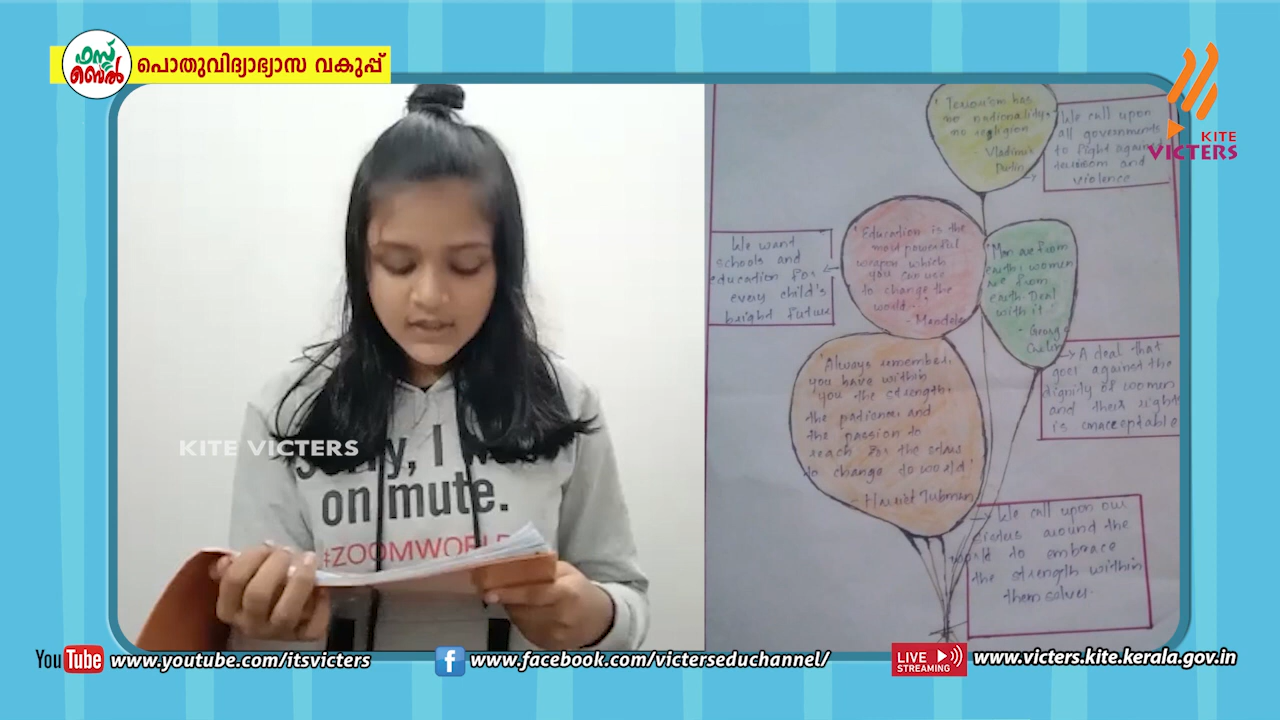 ഫസ്റ്റ്
ബെൽ
പൊതുവിദ്യാഭ്യാസ വകുപ്പ്
KITE
VICTERS
"Terrorism has
no nationality
no religion
- Vladimir
We call upon
all governments
to fight against
and
violence
We want
schools and
education for
every child's
bright future
'Education is the
most powerful
weapon which
you can use
to change the
world.'
- Mandela
"Men are from
earth, women
are from
earth. Deal
with it.'
- George
Carlin
A deal that
goes against the
dignity of women
and their rights
is unacceptable
'Always remember,
you have within
you the strength,
the patience and
the passion to
reach for the stars
to change to world'
- Harriet Tubman
We call upon our
sisters around the
world to embrace
the strength within
themselves.
KITE VICTERS
Sorry, I was
on mute.
#ZOOMWORLD
YouTube www.youtube.com/itsvicters
f www.facebook.com/victerseduchannel/
LIVE
STREAMING
www.victers.kite.kerala.gov.in